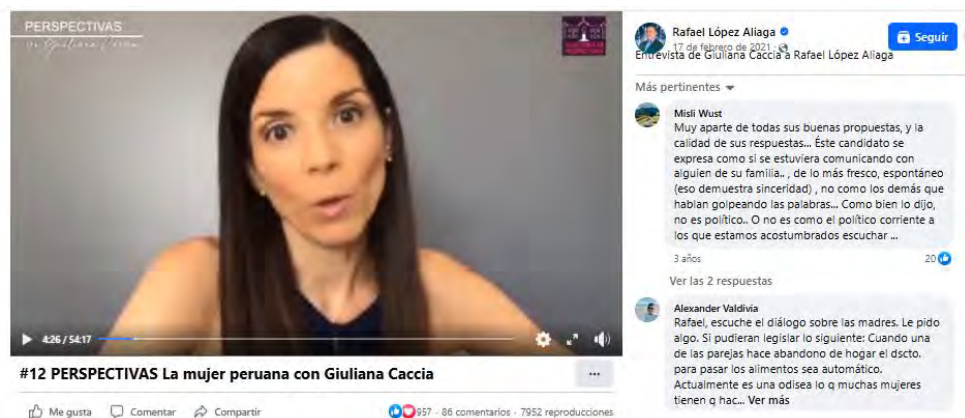 PERSPECTIVAS
de Giuliana Caccia
4:26 / 54:17
#12 PERSPECTIVAS La mujer peruana con Giuliana Caccia
...
Me gusta Comentar Compartir 957 · 86 comentarios · 7952 reproducciones
Rafael López Aliaga
17 de febrero de 2021 ·
Seguir
Entrevista de Giuliana Caccia a Rafael López Aliaga
Más pertinentes
Misli Wust
Muy aparte de todas sus buenas propuestas, y la
calidad de sus respuestas... Éste candidato se
expresa como si se estuviera comunicando con
alguien de su familia.. , de lo más fresco, espontáneo
(eso demuestra sinceridad) , no como los demás que
hablan golpeando las palabras... Como bien lo dijo,
no es político.. O no es como el político corriente a
los que estamos acostumbrados escuchar ...
3 años 20
Ver las 2 respuestas
Alexander Valdivia
Rafael, escuche el diálogo sobre las madres. Le pido
algo. Si pudieran legislar lo siguiente: Cuando una
de las parejas hace abandono de hogar el dscto.
para pasar los alimentos sea automático.
Actualmente es una odisea lo q muchas mujeres
tienen q hac... Ver más